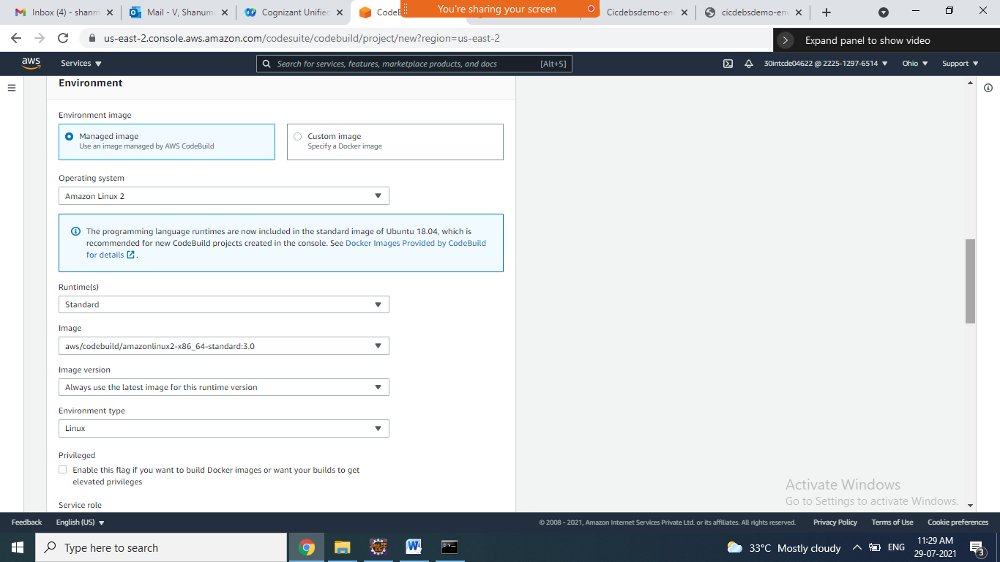 Inbox (4) - shanm
Mail - V, Shanum
Cognizant Unified
CodeB
You're sharing your screen
Cicdebsdemo-en
cicdebsdemo-env
us-east-2.console.aws.amazon.com/codesuite/codebuild/project/new?region=us-east-2
Expand panel to show video
aws
Services
Search for services, features, marketplace products, and docs
[Alt+S]
30intcde04622 @ 2225-1297-6514
Ohio
Support
Environment
Environment image
Managed image
Use an image managed by AWS CodeBuild
Custom image
Specify a Docker image
Operating system
Amazon Linux 2
The programming language runtimes are now included in the standard image of Ubuntu 18.04, which is
recommended for new CodeBuild projects created in the console. See Docker Images Provided by CodeBuild
for details .
Runtime(s)
Standard
Image
aws/codebuild/amazonlinux2-x86_64-standard:3.0
Image version
Always use the latest image for this runtime version
Environment type
Linux
Privileged
Enable this flag if you want to build Docker images or want your builds to get
elevated privileges
Service role
Activate Windows
Go to Settings to activate Windows.
Feedback
English (US)
© 2008 - 2021, Amazon Internet Services Private Ltd. or its affiliates. All rights reserved.
Privacy Policy
Terms of Use
Cookie preferences
Type here to search
33°C Mostly cloudy
ENG
11:29 AM
29-07-2021
3